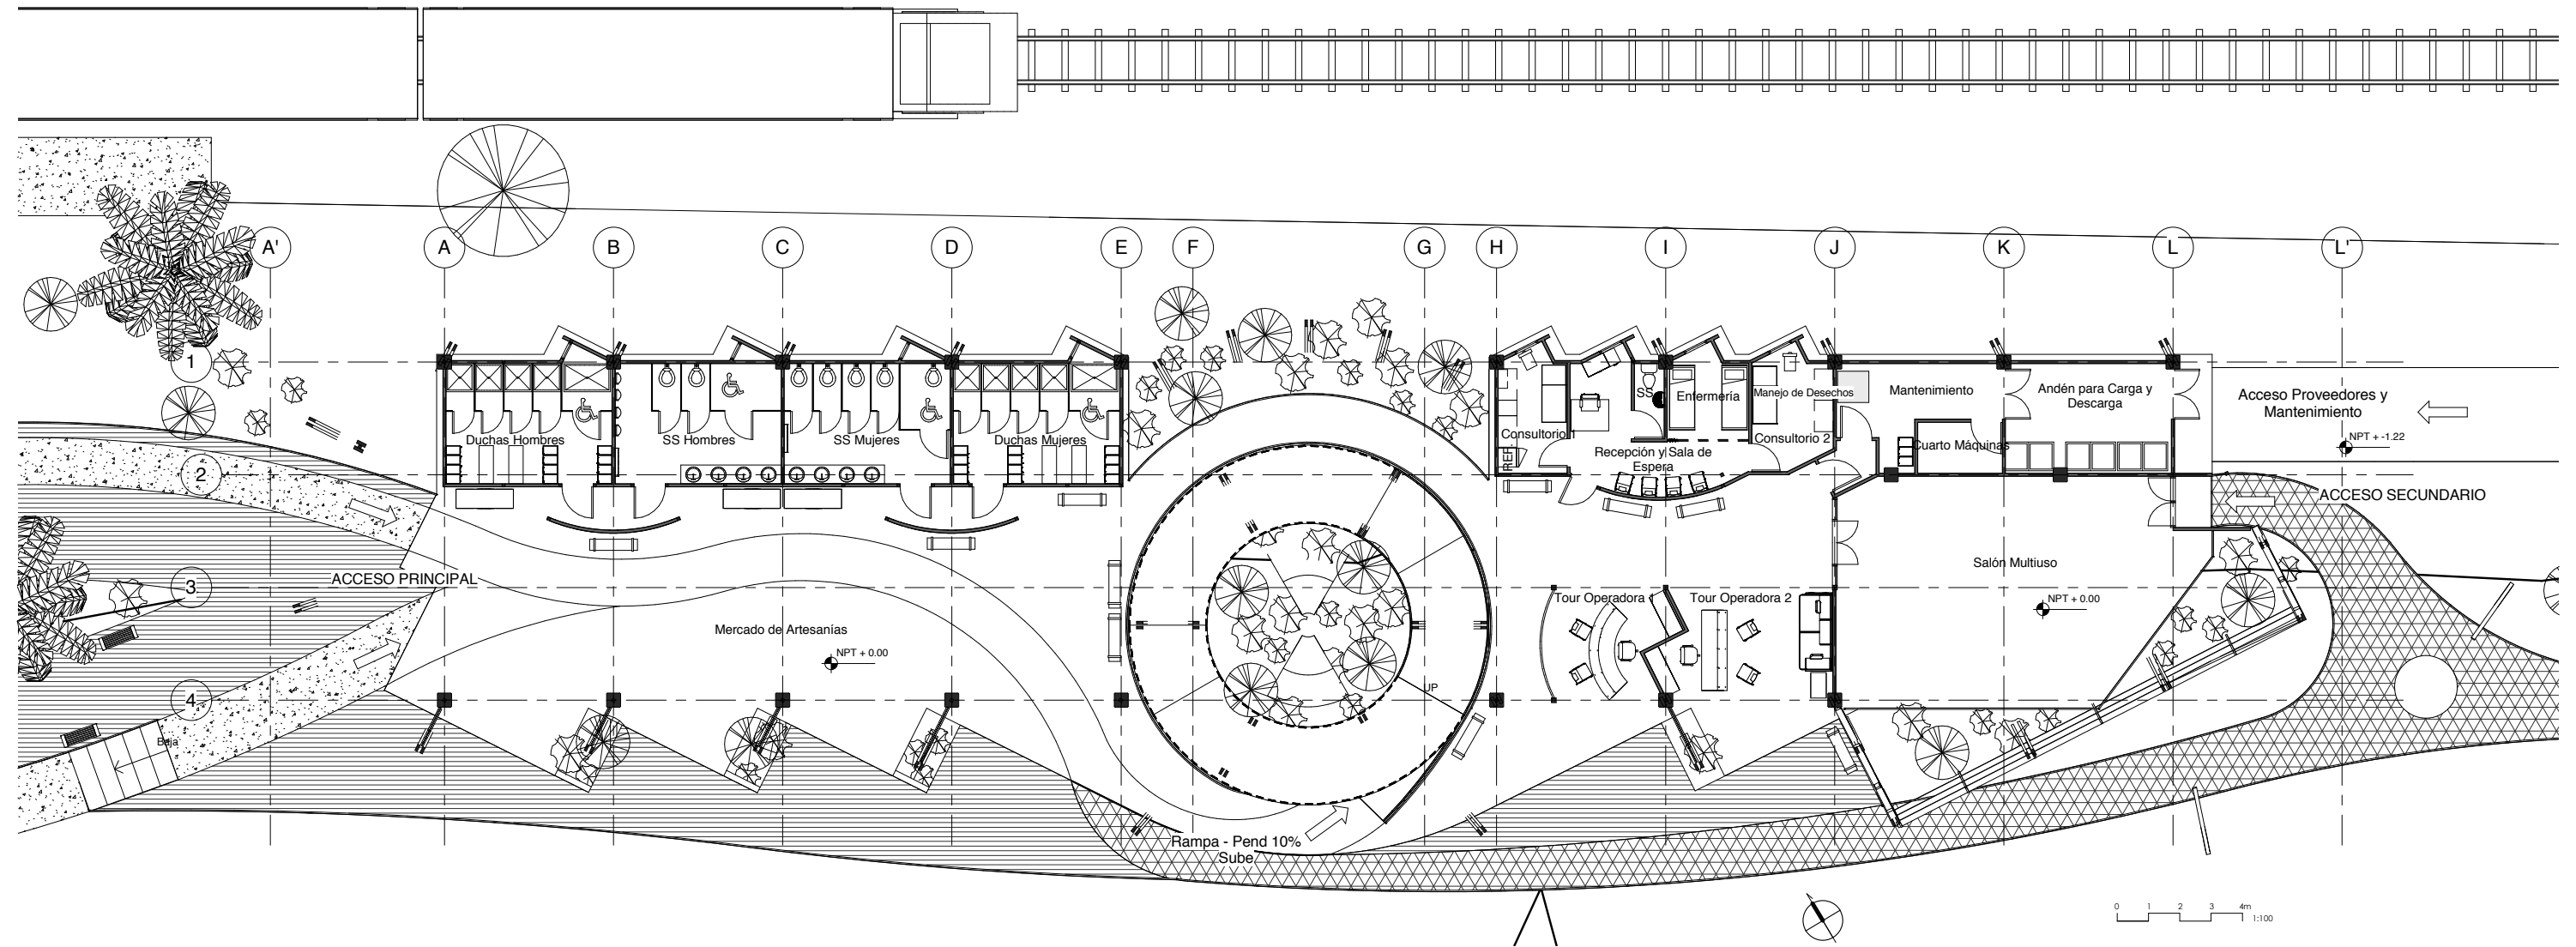 A'
A
B
C
D
E
F
G
H
I
J
K
L
L'
1
2
3
4
Duchas Hombres
SS Hombres
SS Mujeres
Duchas Mujeres
Consultorio 1
REF.
SS
Enfermería
Manejo de Desechos
Consultorio 2
Recepción y Sala de
Espera
Mantenimiento
Cuarto Máquinas
Andén para Carga y
Descarga
Acceso Proveedores y
Mantenimiento
NPT + -1.22
ACCESO SECUNDARIO
Salón Multiuso
NPT + 0.00
ACCESO PRINCIPAL
Mercado de Artesanías
NPT + 0.00
Tour Operadora 1
Tour Operadora 2
UP
Baja
Rampa - Pend 10%
Sube
0 1 2 3 4m
1:100